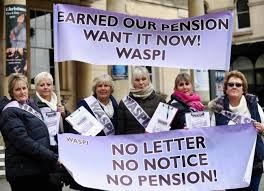 EARNED OUR PENSION
WANT IT NOW!
WASPI
WASPI
NO LETTER
NO NOTICE
NO PENSION!